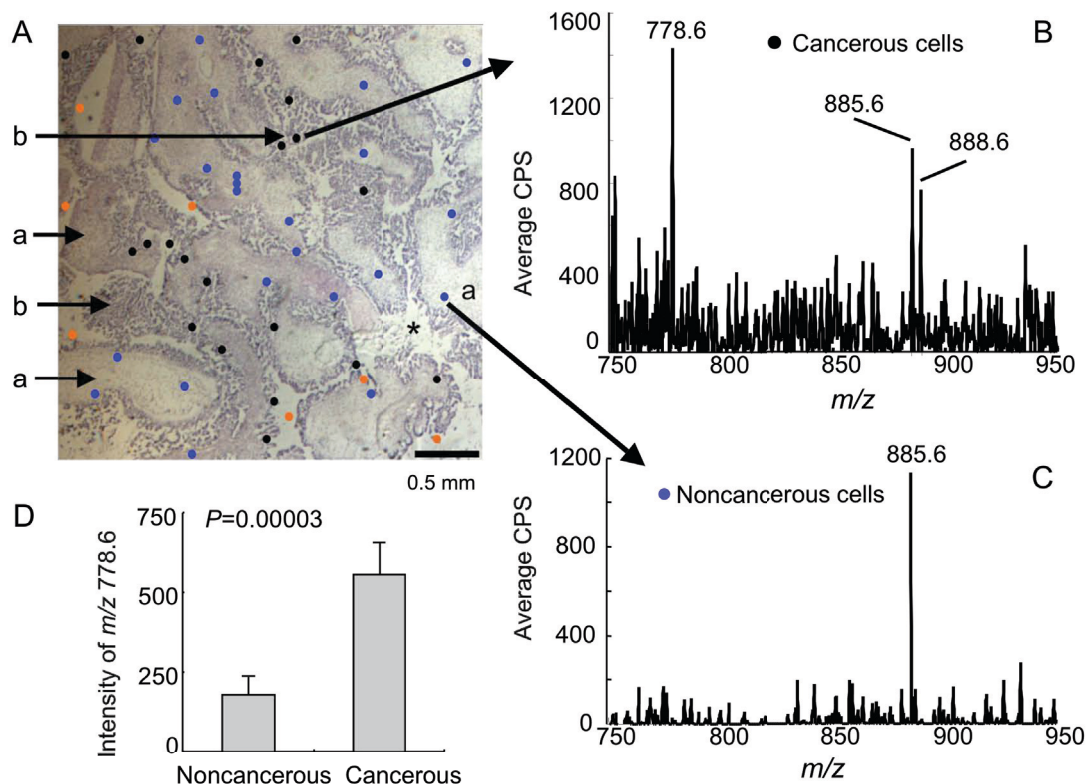 A
b
a
b
a
a
*
0.5 mm
B
1600
1200
800
400
0
Average CPS
778.6
● Cancerous cells
885.6
888.6
750 800 850 900 950
m/z
C
1200
800
400
0
Average CPS
885.6
● Noncancerous cells
750 800 850 900 950
m/z
D
750
500
250
0
Intensity of m/z 778.6
P=0.00003
Noncancerous Cancerous